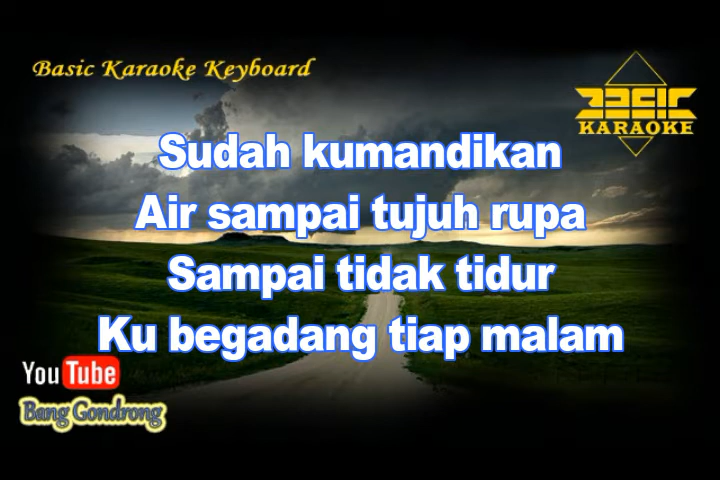 Basic Karaoke Keyboard
BASIC
KARAOKE
Sudah kumandikan
Air sampai tujuh rupa
Sampai tidak tidur
Ku begadang tiap malam
YouTube
Bang Gondrong